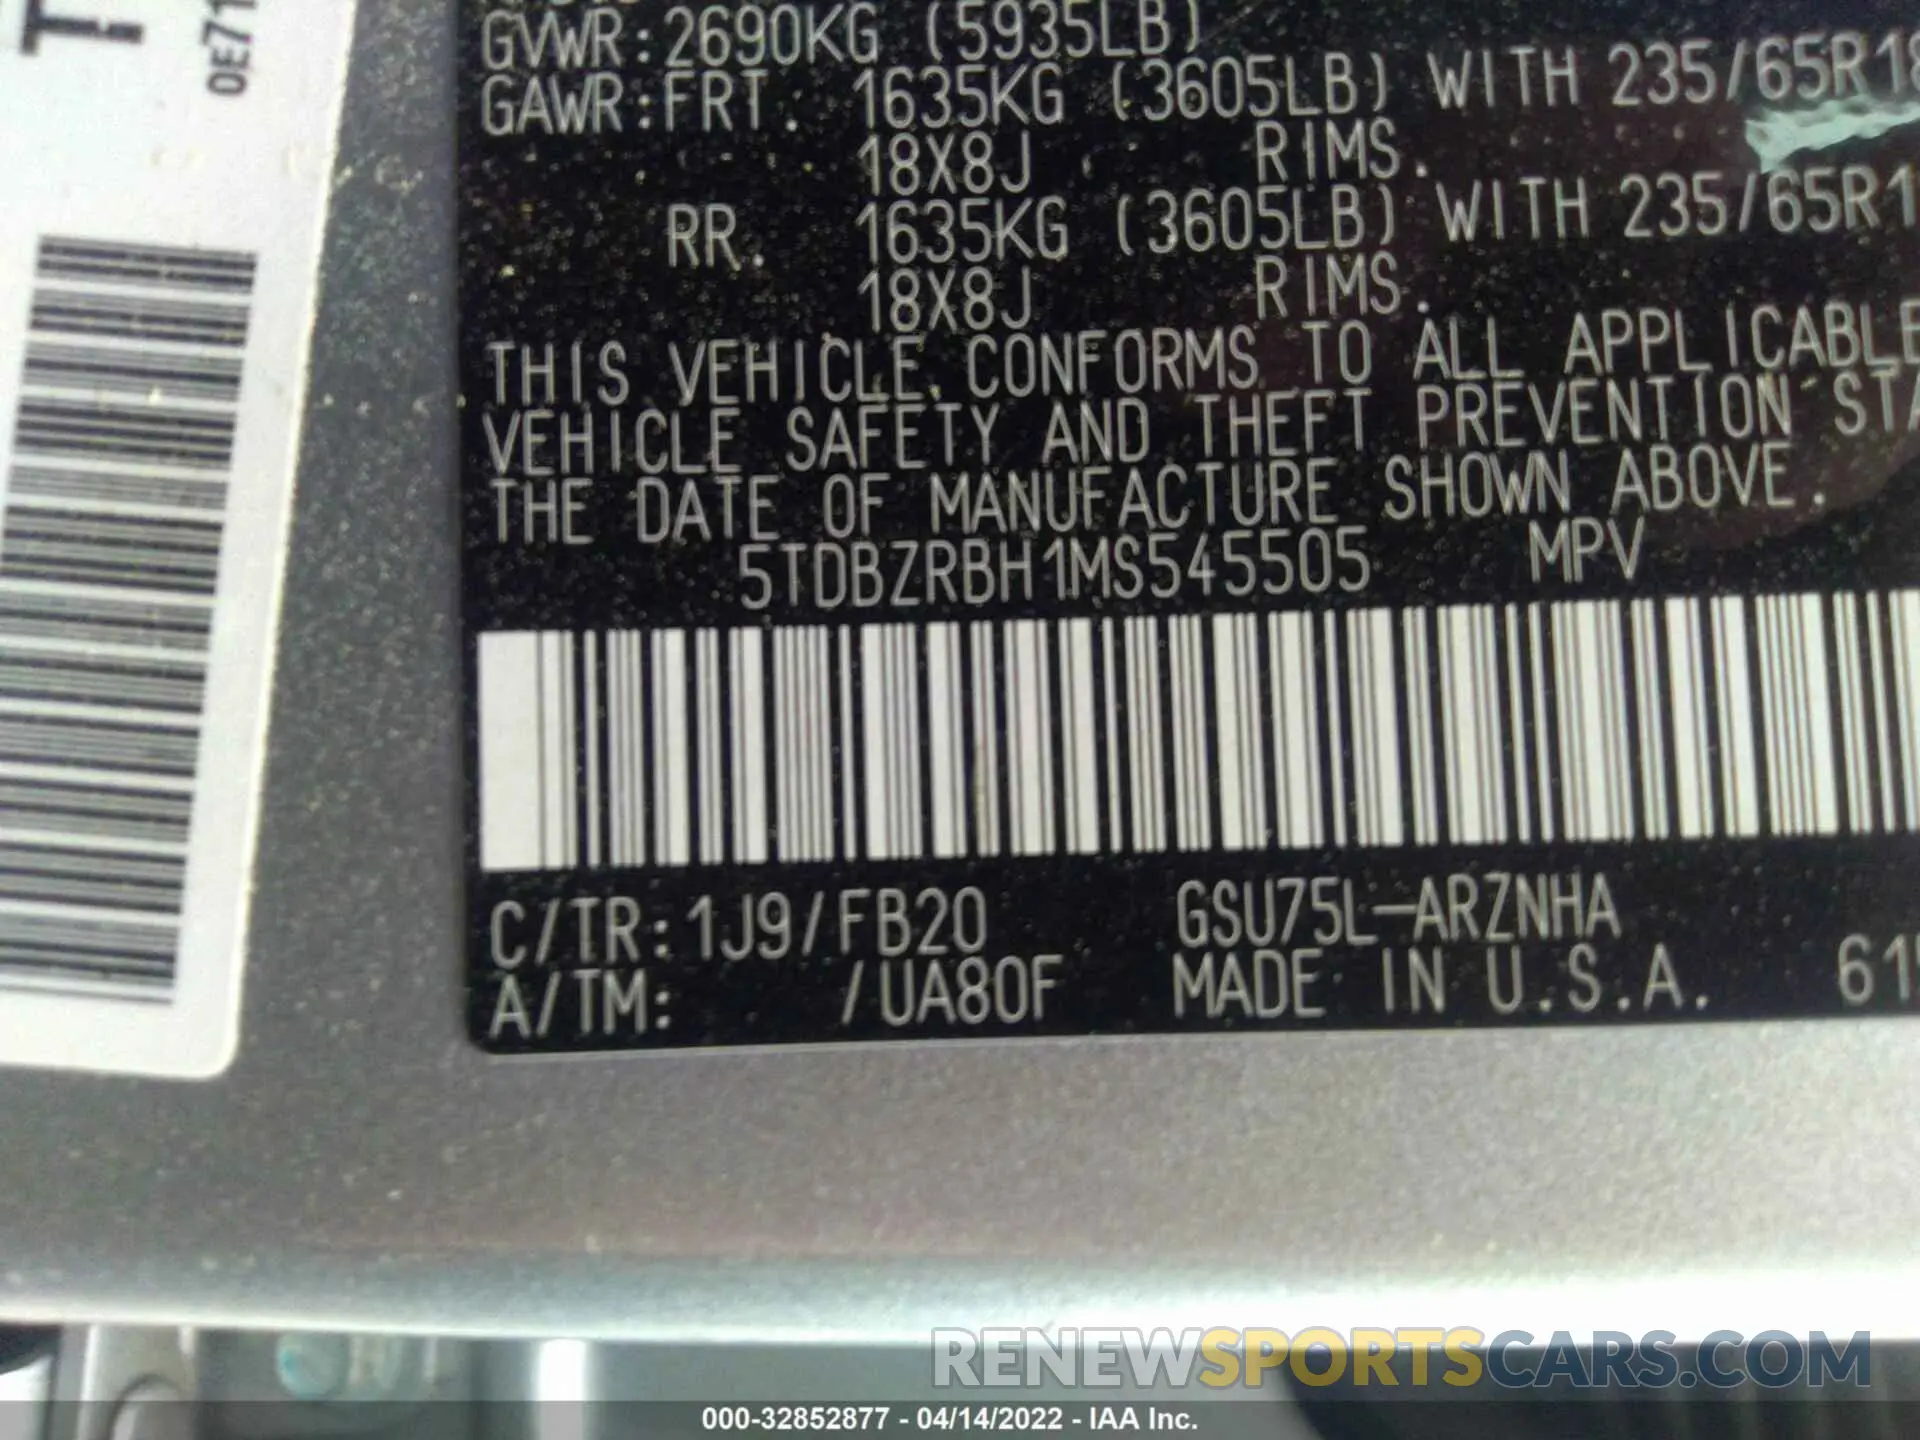 T
0E71
GVWR:2690KG (5935LB)
GAWR:FRT. 1635KG (3605LB) WITH 235/65R18
18X8J RIMS.
RR. 1635KG (3605LB) WITH 235/65R1
18X8J RIMS.
THIS VEHICLE CONFORMS TO ALL APPLICABLE
VEHICLE SAFETY AND THEFT PREVENTION STA
THE DATE OF MANUFACTURE SHOWN ABOVE.
5TDBZRBH1MS545505 MPV
C/TR:1J9/FB20 GSU75L-ARZNHA
A/TM: /UA80F MADE IN U.S.A. 61
RENEWSPORTSCARS.COM
000-32852877 - 04/14/2022 - IAA Inc.